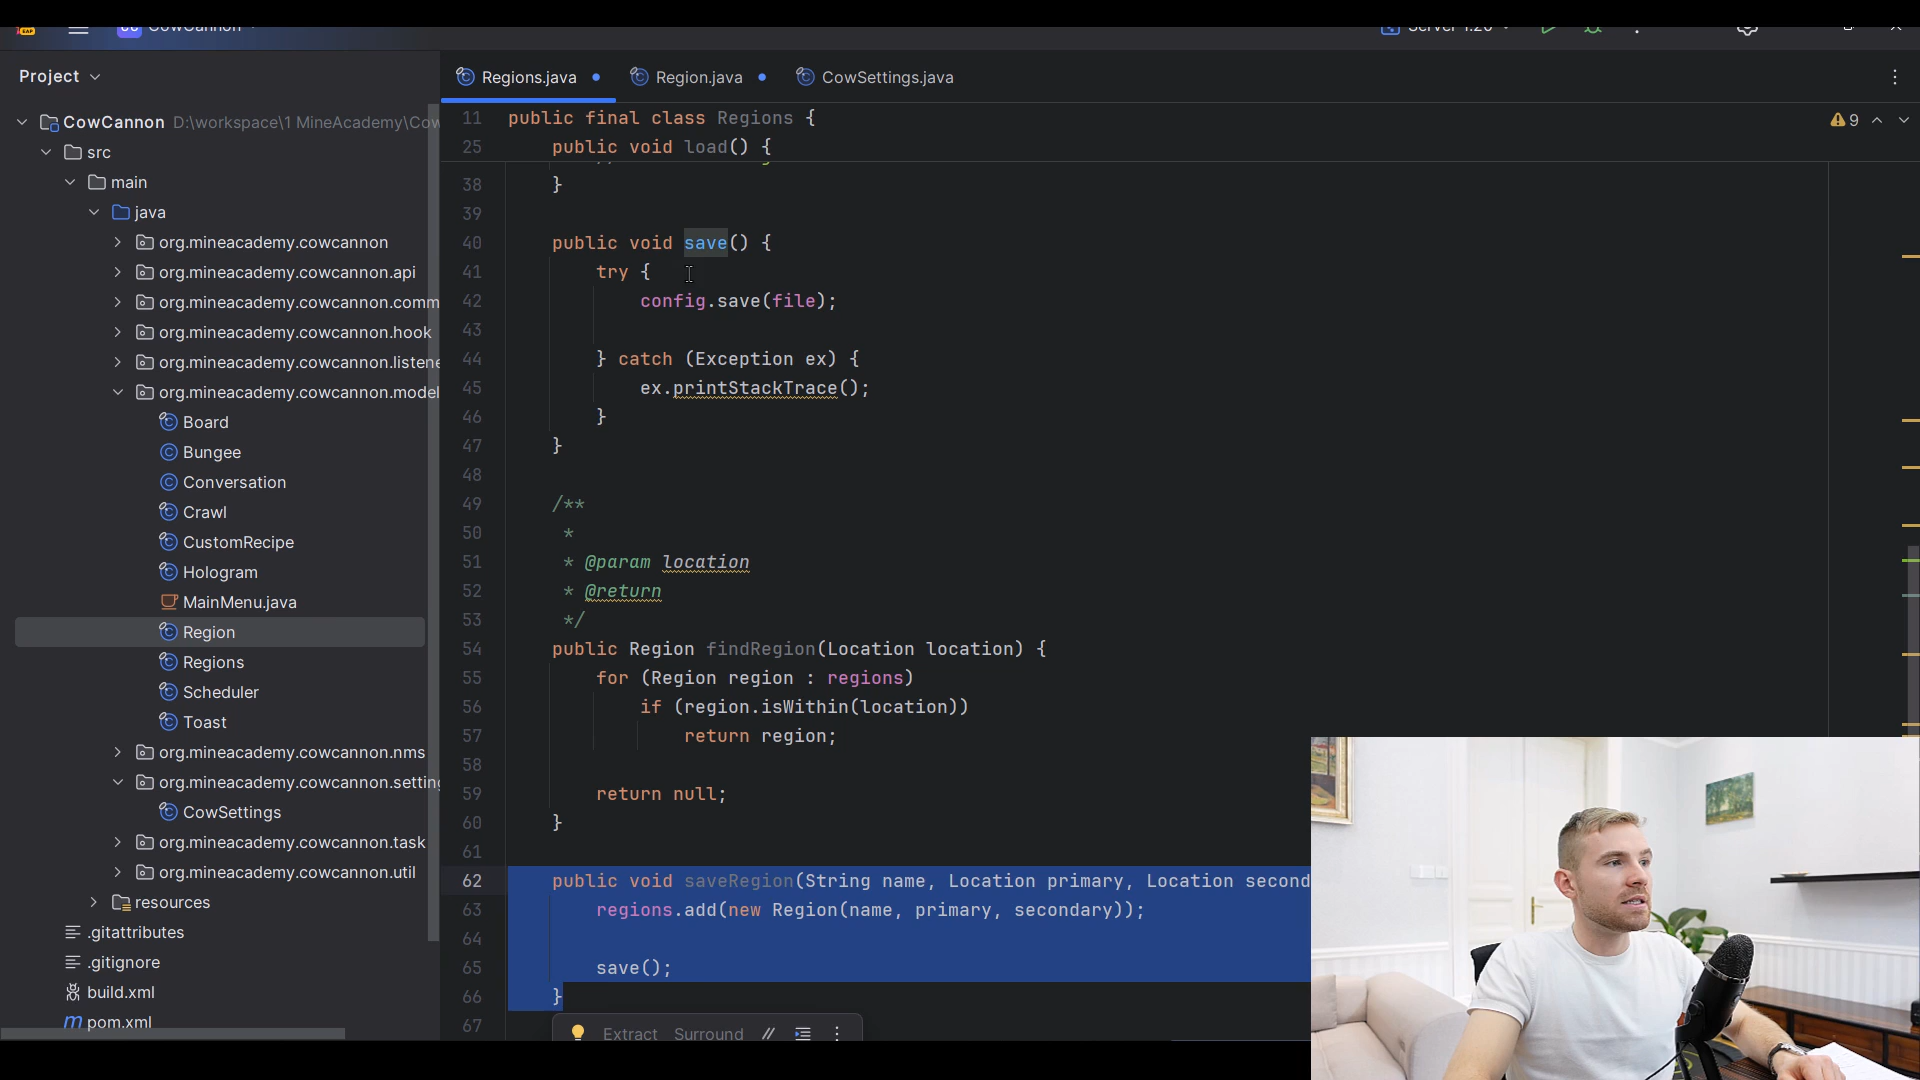 CowCannon
Server 1.20
Project
Regions.java
Region.java
CowSettings.java
CowCannon D:\workspace\1 MineAcademy\Cow
src
main
java
org.mineacademy.cowcannon
org.mineacademy.cowcannon.api
org.mineacademy.cowcannon.comm
org.mineacademy.cowcannon.hook
org.mineacademy.cowcannon.listene
org.mineacademy.cowcannon.model
Board
Bungee
Conversation
Crawl
CustomRecipe
Hologram
MainMenu.java
Region
Regions
Scheduler
Toast
org.mineacademy.cowcannon.nms
org.mineacademy.cowcannon.setting
CowSettings
org.mineacademy.cowcannon.task
org.mineacademy.cowcannon.util
resources
.gitattributes
.gitignore
build.xml
pom.xml
9
11 public final class Regions {
25 public void load() {
38 }
39
40 public void save() {
41 try {
42 config.save(file);
43
44 } catch (Exception ex) {
45 ex.printStackTrace();
46 }
47 }
48
49 /**
50 *
51 * @param location
52 * @return
53 */
54 public Region findRegion(Location location) {
55 for (Region region : regions)
56 if (region.isWithin(location))
57 return region;
58
59 return null;
60 }
61
62 public void saveRegion(String name, Location primary, Location second
63 regions.add(new Region(name, primary, secondary));
64
65 save();
66 }
67
Extract Surround //